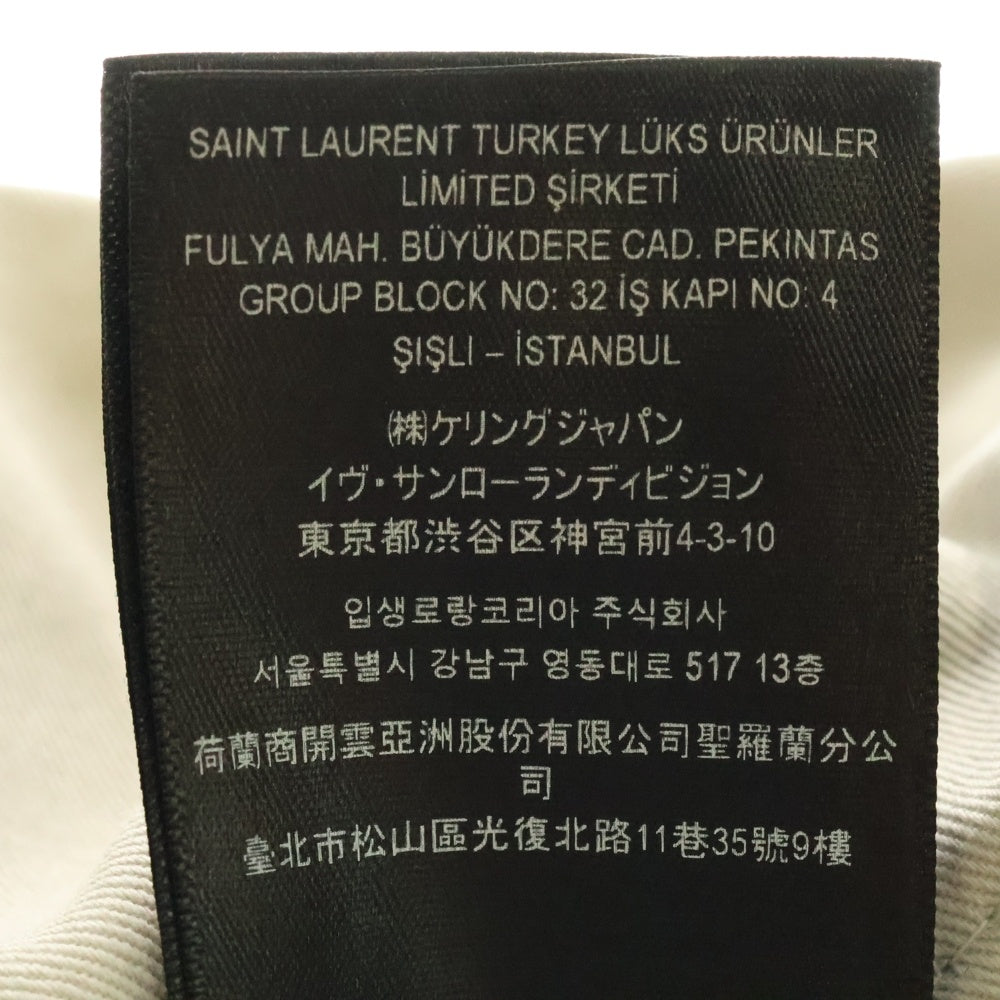 SAINT LAURENT TURKEY LÜKS ÜRÜNLER
LİMİTED ŞİRKETİ
FULYA MAH. BÜYÜKDERE CAD. PEKINTAS
GROUP BLOCK NO: 32 İŞ KAPI NO: 4
ŞIŞLI – İSTANBUL
㈱ケリングジャパン
イヴ・サンローランディビジョン
東京都渋谷区神宮前4-3-10
입생로랑코리아 주식회사
서울특별시 강남구 영동대로 517 13층
荷蘭商開雲亞洲股份有限公司聖羅蘭分公
司
臺北市松山區光復北路11巷35號9樓